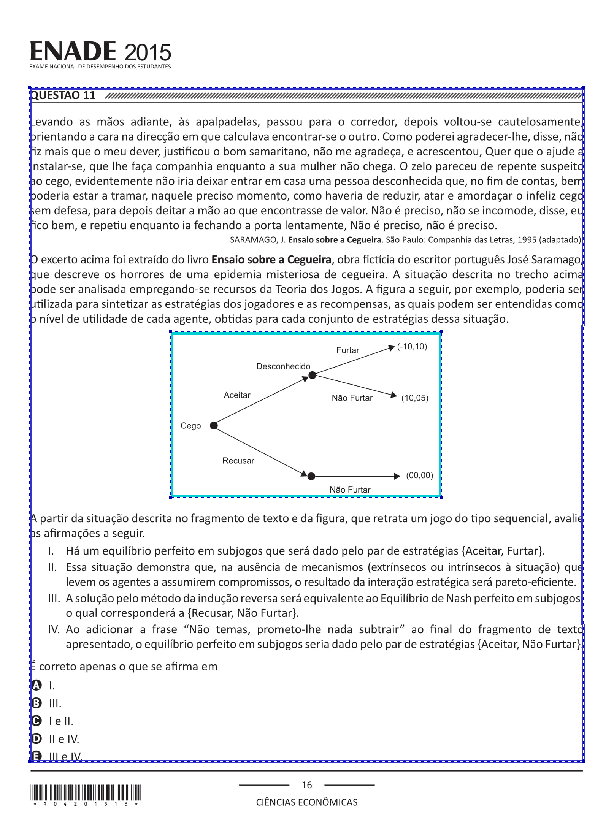 ENADE 2015
EXAME NACIONAL DE DESEMPENHO DOS ESTUDANTES
QUESTÃO 11
Levando as mãos adiante, às apalpadelas, passou para o corredor, depois voltou-se cautelosamente,
orientando a cara na direcção em que calculava encontrar-se o outro. Como poderei agradecer-lhe, disse, não
fiz mais que o meu dever, justificou o bom samaritano, não me agradeça, e acrescentou, Quer que o ajude a
instalar-se, que lhe faça companhia enquanto a sua mulher não chega. O zelo pareceu de repente suspeito
ao cego, evidentemente não iria deixar entrar em casa uma pessoa desconhecida que, no fim de contas, bem
poderia estar a tramar, naquele preciso momento, como haveria de reduzir, atar e amordaçar o infeliz cego
sem defesa, para depois deitar a mão ao que encontrasse de valor. Não é preciso, não se incomode, disse, eu
fico bem, e repetiu enquanto ia fechando a porta lentamente, Não é preciso, não é preciso.
SARAMAGO, J. Ensaio sobre a Cegueira. São Paulo: Companhia das Letras, 1995 (adaptado).
O excerto acima foi extraído do livro Ensaio sobre a Cegueira, obra fictícia do escritor português José Saramago,
que descreve os horrores de uma epidemia misteriosa de cegueira. A situação descrita no trecho acima
pode ser analisada empregando-se recursos da Teoria dos Jogos. A figura a seguir, por exemplo, poderia ser
utilizada para sintetizar as estratégias dos jogadores e as recompensas, as quais podem ser entendidas como
o nível de utilidade de cada agente, obtidas para cada conjunto de estratégias dessa situação.
Furtar
(-10,10)
Desconhecido
Aceitar
Não Furtar
(10,05)
Cego
Recusar
(00,00)
Não Furtar
A partir da situação descrita no fragmento de texto e da figura, que retrata um jogo do tipo sequencial, avalie
as afirmações a seguir.
I. Há um equilíbrio perfeito em subjogos que será dado pelo par de estratégias {Aceitar, Furtar}.
II. Essa situação demonstra que, na ausência de mecanismos (extrínsecos ou intrínsecos à situação) que
levem os agentes a assumirem compromissos, o resultado da interação estratégica será pareto-eficiente.
III. A solução pelo método da indução reversa será equivalente ao Equilíbrio de Nash perfeito em subjogos,
o qual corresponderá a {Recusar, Não Furtar}.
IV. Ao adicionar a frase “Não temas, prometo-lhe nada subtrair” ao final do fragmento de texto
apresentado, o equilíbrio perfeito em subjogos seria dado pelo par de estratégias {Aceitar, Não Furtar}.
É correto apenas o que se afirma em
A I.
B III.
C I e II.
D II e IV.
E III e IV.
16
CIÊNCIAS ECONÔMICAS